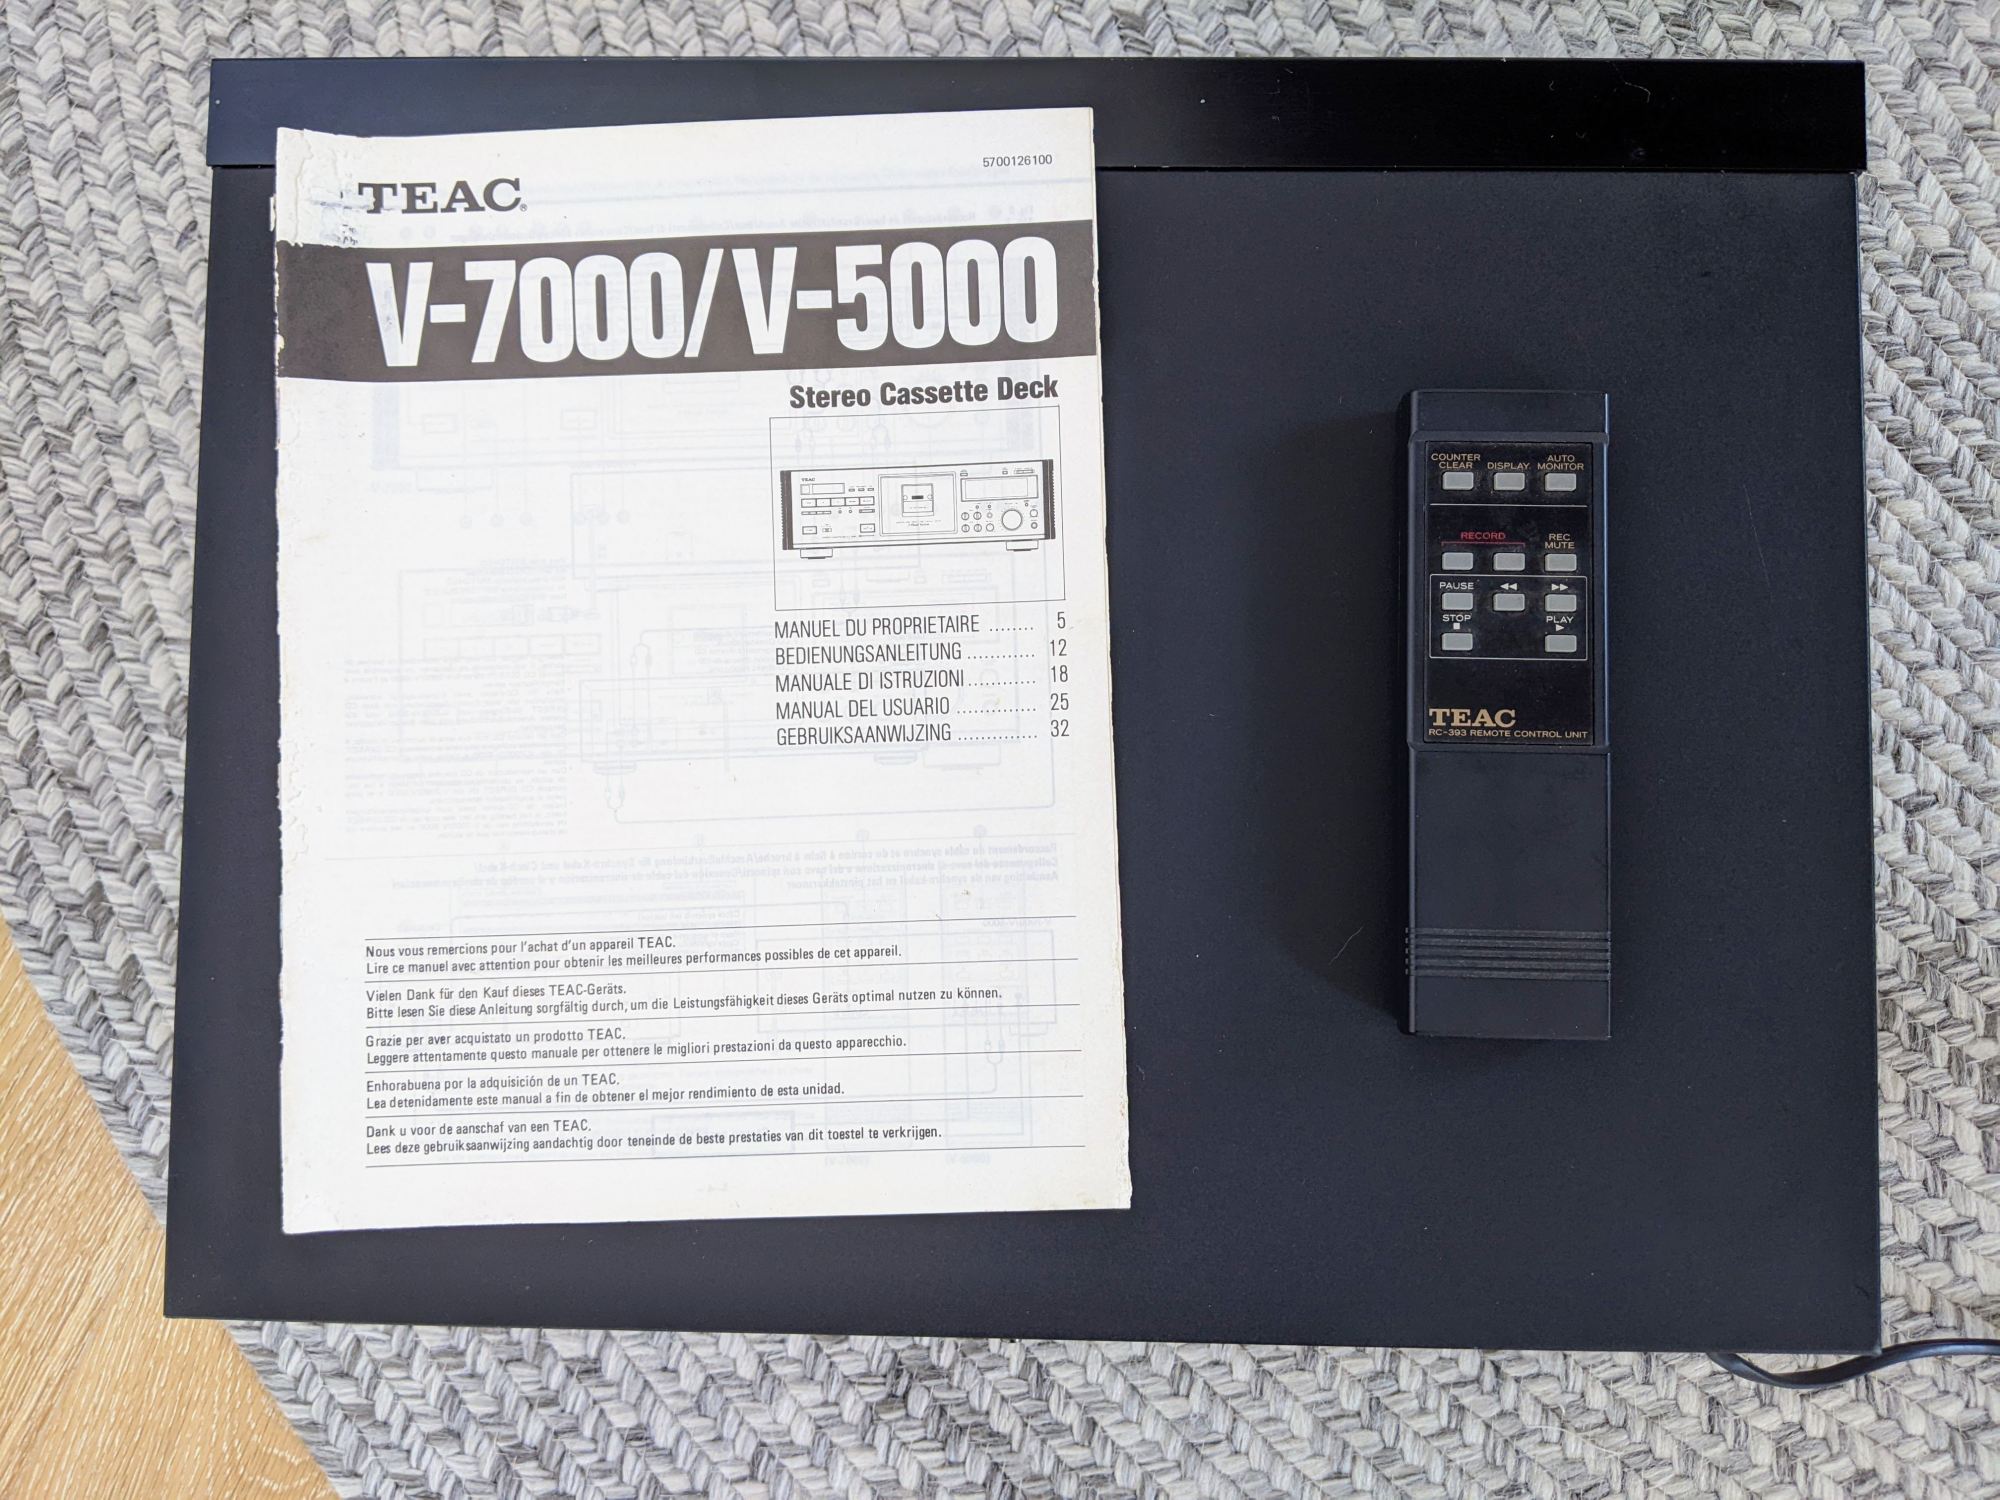 5700126100
TEAC®
V-7000/V-5000
Stereo Cassette Deck
TEAC
MANUEL DU PROPRIETAIRE ........ 5
BEDIENUNGSANLEITUNG ............ 12
MANUALE DI ISTRUZIONI ............ 18
MANUAL DEL USUARIO .............. 25
GEBRUIKSAANWIJZING .............. 32
Nous vous remercions pour l'achat d'un appareil TEAC.
Lire ce manuel avec attention pour obtenir les meilleures performances possibles de cet appareil.
Vielen Dank für den Kauf dieses TEAC-Geräts.
Bitte lesen Sie diese Anleitung sorgfältig durch, um die Leistungsfähigkeit dieses Geräts optimal nutzen zu können.
Grazie per aver acquistato un prodotto TEAC.
Leggere attentamente questo manuale per ottenere le migliori prestazioni da questo apparecchio.
Enhorabuena por la adquisición de un TEAC.
Lea detenidamente este manual a fin de obtener el mejor rendimiento de esta unidad.
Dank u voor de aanschaf van een TEAC.
Lees deze gebruiksaanwijzing aandachtig door teneinde de beste prestaties van dit toestel te verkrijgen.
COUNTER CLEAR DISPLAY AUTO MONITOR
RECORD REC MUTE
PAUSE ◀◀ ▶▶
STOP ■ PLAY ▶
TEAC
RC-393 REMOTE CONTROL UNIT